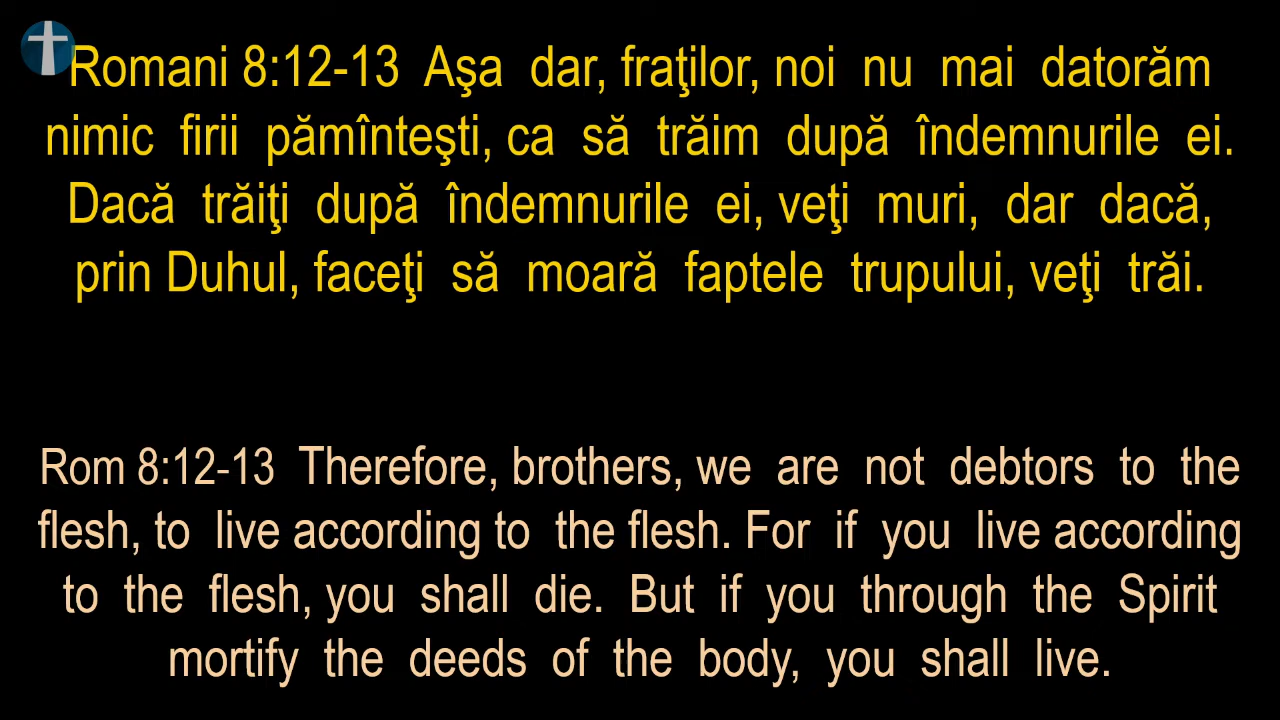 Romani 8:12-13 Aşa dar, fraţilor, noi nu mai datorăm
nimic firii pămînteşti, ca să trăim după îndemnurile ei.
Dacă trăiţi după îndemnurile ei, veţi muri, dar dacă,
prin Duhul, faceţi să moară faptele trupului, veţi trăi.
Rom 8:12-13 Therefore, brothers, we are not debtors to the
flesh, to live according to the flesh. For if you live according
to the flesh, you shall die. But if you through the Spirit
mortify the deeds of the body, you shall live.